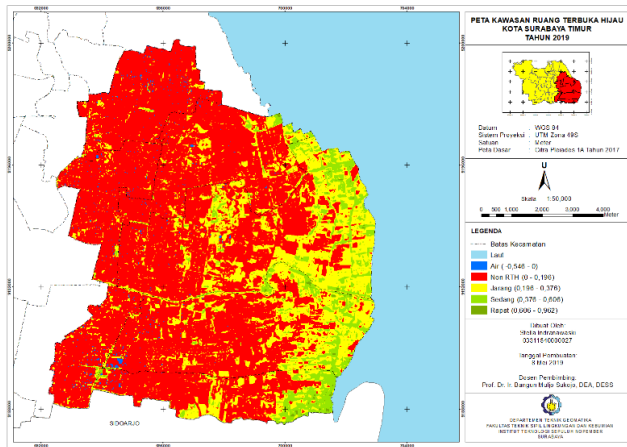 PETA KAWASAN RUANG TERBUKA HIJAU
KOTA SURABAYA TIMUR
TAHUN 2019
Datum : WGS 84
Sistem Proyeksi : UTM Zona 49S
Satuan : Meter
Peta Dasar : Citra Pleiades 1A Tahun 2017
U
Skala 1:50,000
0 500 1,000 2,000 3,000 4,000
Meter
LEGENDA
Batas Kecamatan
Laut
Air (-0,546 - 0)
Non RTH (0 - 0,196)
Jarang (0,196 - 0,376)
Sedang (0,376 - 0,606)
Rapat (0,606 - 0,962)
Dibuat Oleh:
Stella Indranawaskiri
Tanggal Pembuatan:
8 Mei 2019
Dosen Pembimbing:
Prof. Dr. Ir. Bangun Muljo Sukojo, DEA, DESS
DEPARTEMEN TEKNIK GEOMATIKA
FAKULTAS TEKNIK SIPIL LINGKUNGAN DAN KEBUMIAN
INSTITUT TEKNOLOGI SEPULUH NOPEMBER
SURABAYA
SIDOARJO